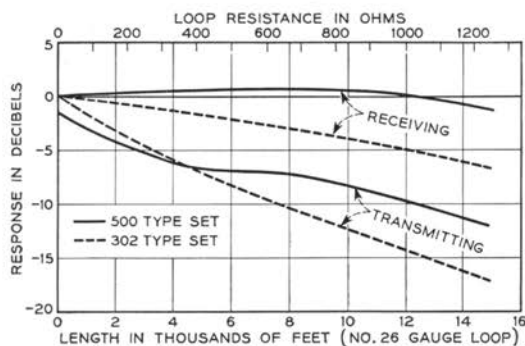 LOOP RESISTANCE IN OHMS
0 200 400 600 800 1000 1200
5
0
-5
-10
-15
-20
RESPONSE IN DECIBELS
RECEIVING
TRANSMITTING
500 TYPE SET
302 TYPE SET
0 2 4 6 8 10 12 14 16
LENGTH IN THOUSANDS OF FEET (NO. 26 GAUGE LOOP)